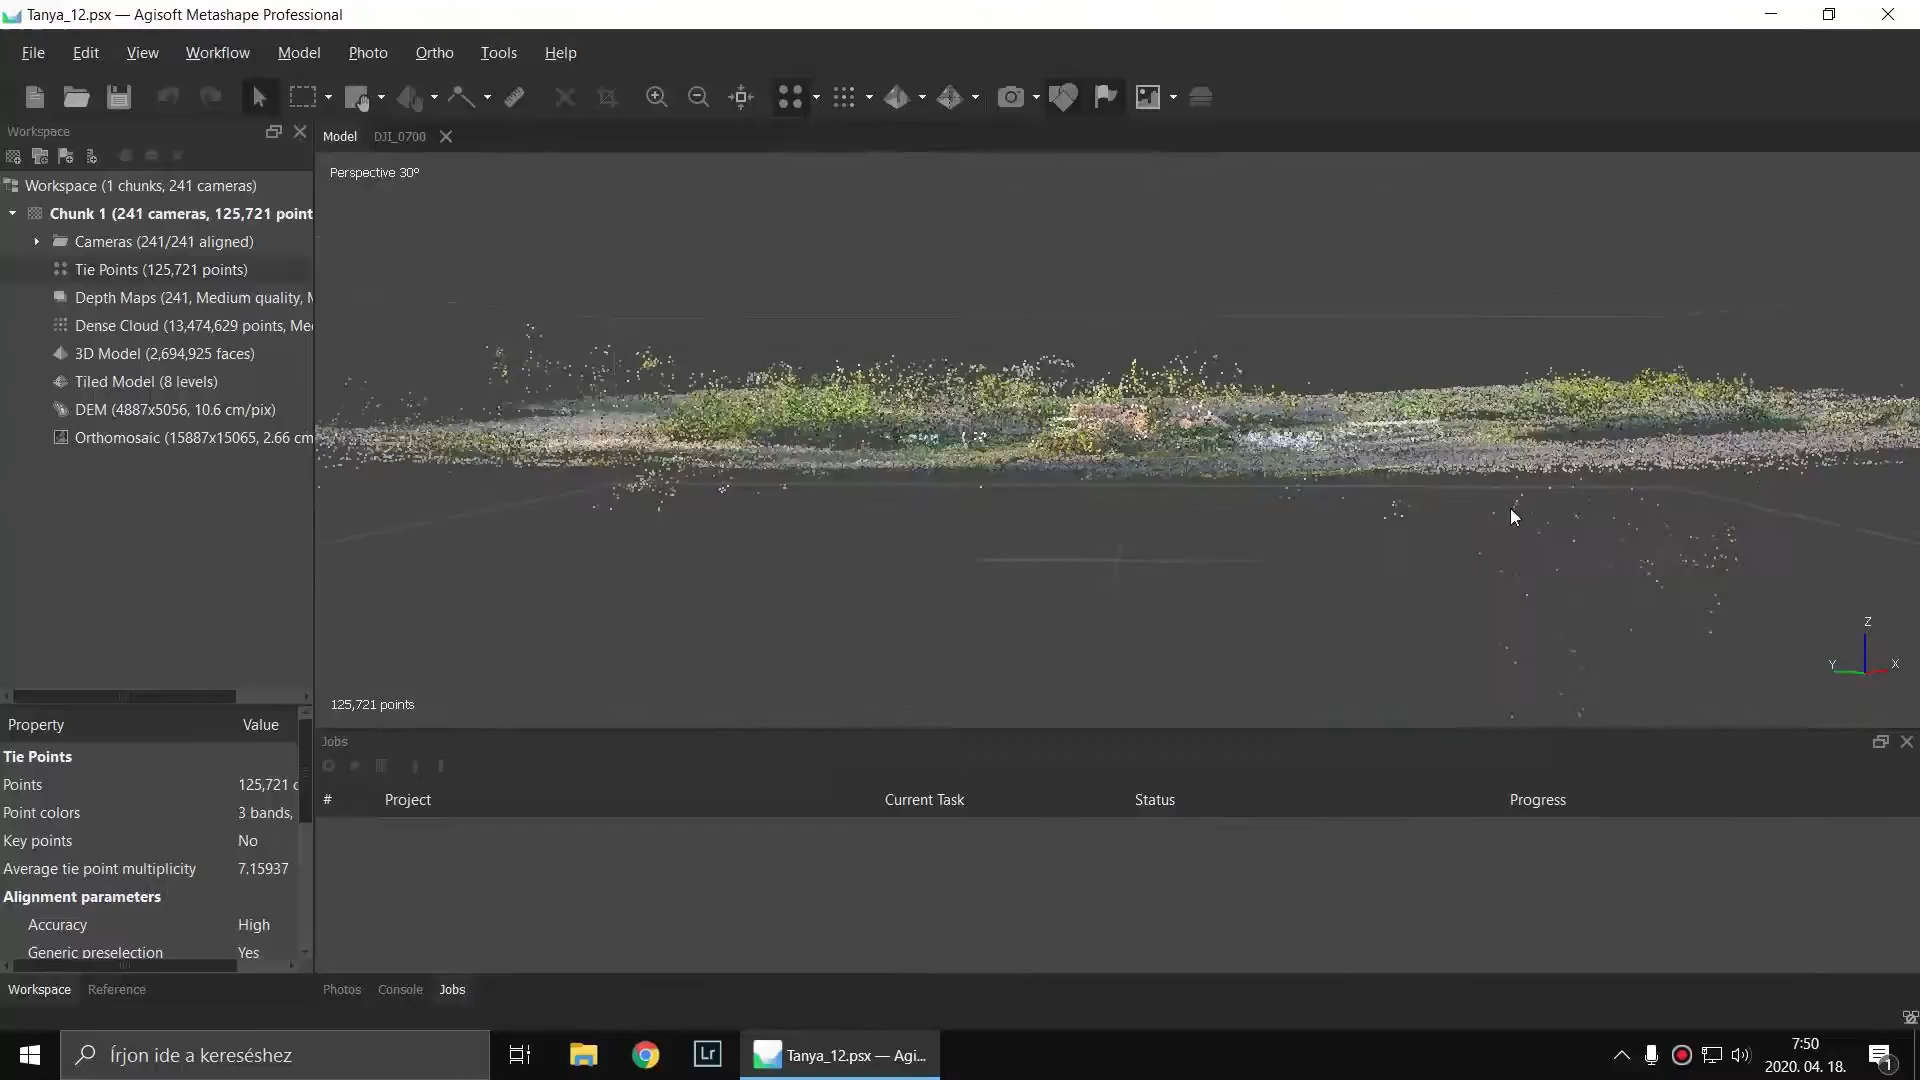 Tanya_12.psx — Agisoft Metashape Professional
File Edit View Workflow Model Photo Ortho Tools Help
Workspace
Model DJI_0700
Perspective 30°
Workspace (1 chunks, 241 cameras)
Chunk 1 (241 cameras, 125,721 point
Cameras (241/241 aligned)
Tie Points (125,721 points)
Depth Maps (241, Medium quality,
Dense Cloud (13,474,629 points, Me
3D Model (2,694,925 faces)
Tiled Model (8 levels)
DEM (4887x5056, 10.6 cm/pix)
Orthomosaic (15887x15065, 2.66 cm
Z
Y X
125,721 points
Property Value
Tie Points
Points 125,721
Point colors 3 bands,
Key points No
Average tie point multiplicity 7.15937
Alignment parameters
Accuracy High
Generic preselection Yes
Jobs
# Project Current Task Status Progress
Workspace Reference
Photos Console Jobs
Írjon ide a kereséshez
Lr
Tanya_12.psx — Agi...
7:50
2020. 04. 18.
1